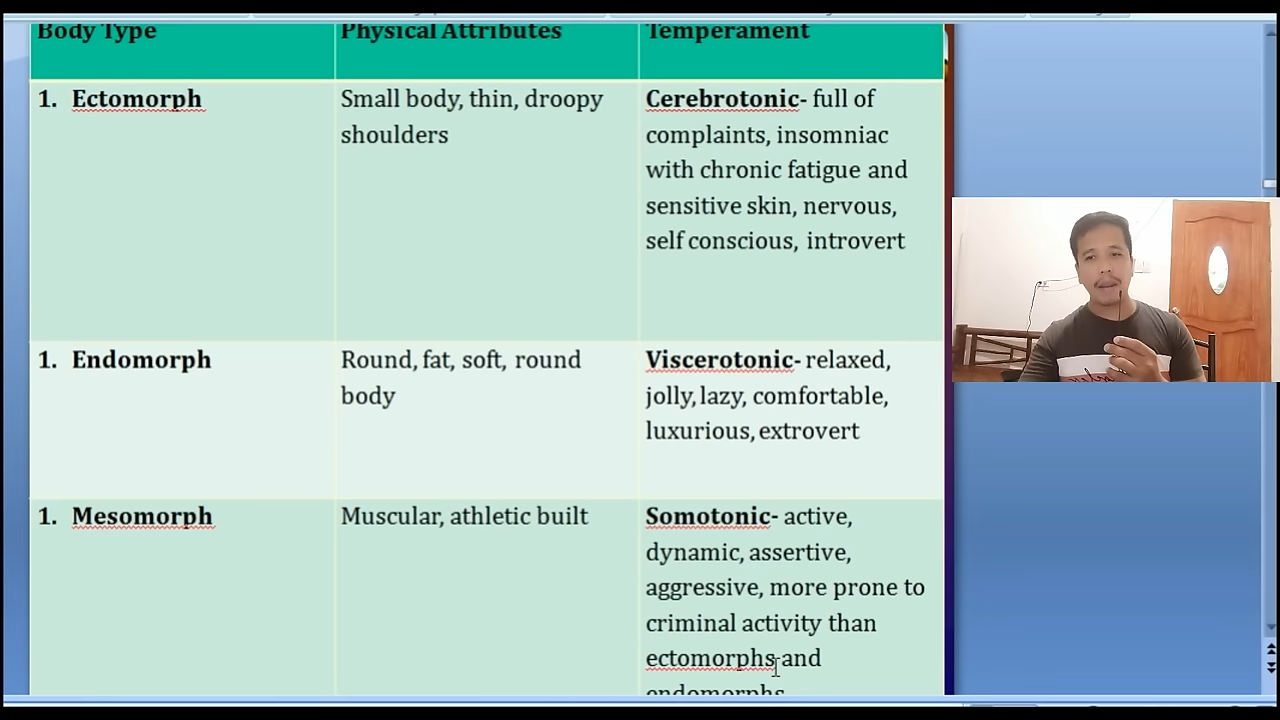 Body Type Physical Attributes Temperament
1. Ectomorph
Small body, thin, droopy
shoulders
Cerebrotonic- full of
complaints, insomniac
with chronic fatigue and
sensitive skin, nervous,
self conscious, introvert
1. Endomorph
Round, fat, soft, round
body
Viscerotonic- relaxed,
jolly, lazy, comfortable,
luxurious, extrovert
1. Mesomorph
Muscular, athletic built
Somotonic- active,
dynamic, assertive,
aggressive, more prone to
criminal activity than
ectomorphs and
endomorphs